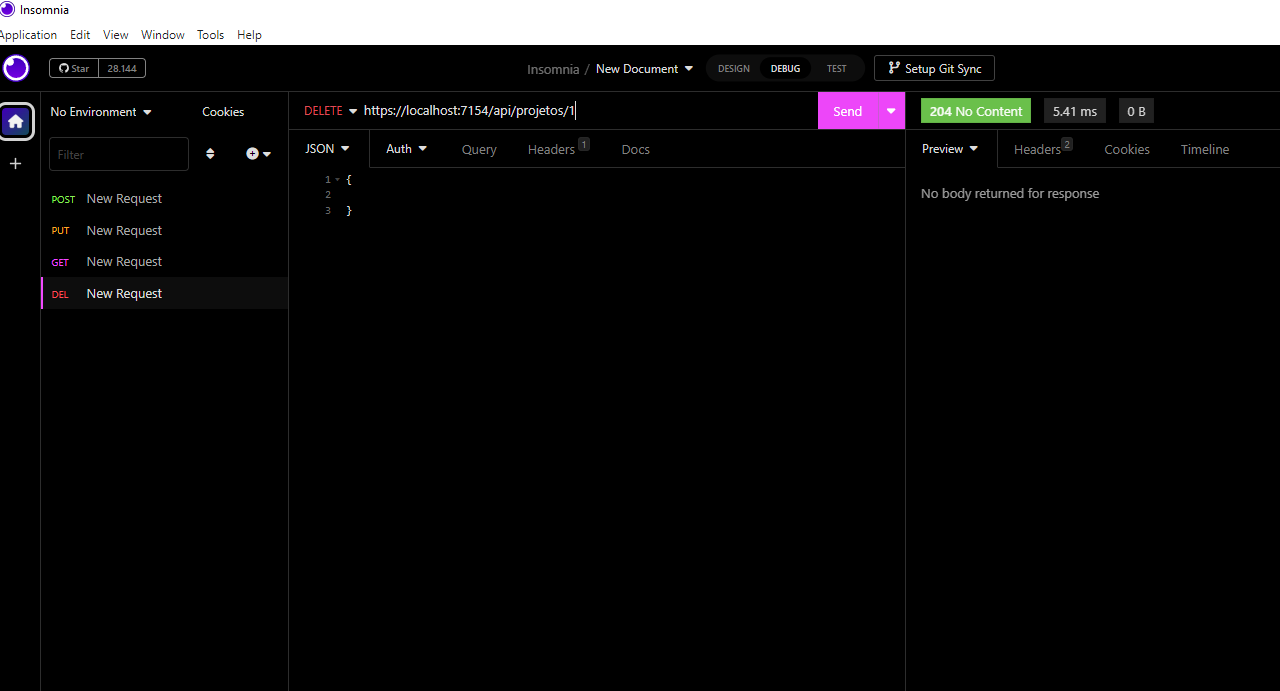 Insomnia
Application Edit View Window Tools Help
Star 28.144 Insomnia / New Document DESIGN DEBUG TEST Setup Git Sync
No Environment Cookies
Filter
POST New Request
PUT New Request
GET New Request
DEL New Request
DELETE https://localhost:7154/api/projetos/1 Send
JSON Auth Query Headers 1 Docs
1 {
2
3 }
204 No Content 5.41 ms 0 B
Preview Headers 2 Cookies Timeline
No body returned for response